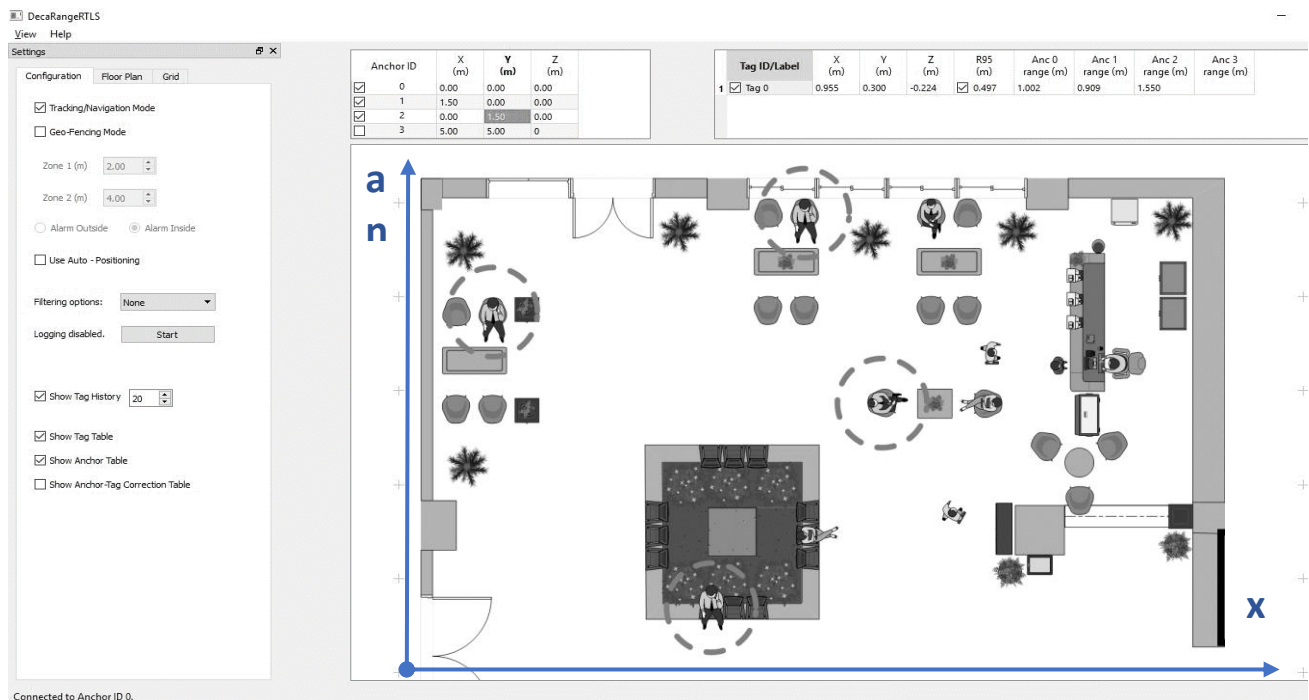 DecaRangeRTLS
View Help
Settings
Configuration Floor Plan Grid
Tracking/Navigation Mode
Geo-Fencing Mode
Zone 1 (m) 2.00
Zone 2 (m) 4.00
Alarm Outside Alarm Inside
Use Auto - Positioning
Filtering options: None
Logging disabled. Start
Show Tag History 20
Show Tag Table
Show Anchor Table
Show Anchor-Tag Correction Table
Connected to Anchor ID 0.
Anchor ID X (m) Y (m) Z (m)
0 0.00 0.00 0.00
1 1.50 0.00 0.00
2 0.00 1.50 0.00
3 5.00 5.00 0
Tag ID/Label X (m) Y (m) Z (m) R95 (m) Anc 0 range (m) Anc 1 range (m) Anc 2 range (m) Anc 3 range (m)
1 Tag 0 0.955 0.300 -0.224 0.497 1.002 0.909 1.550
a
n
x